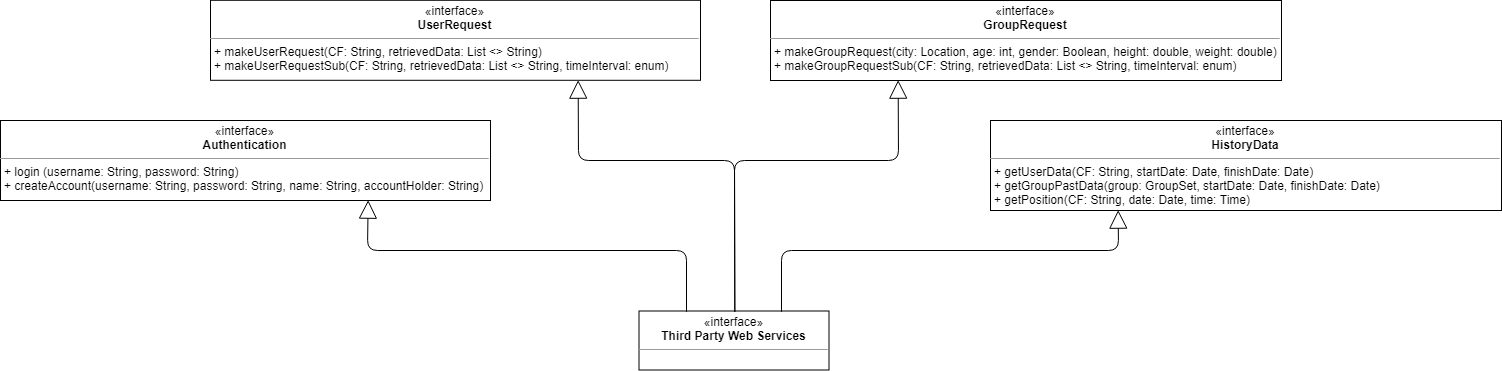 «interface»
UserRequest
+ makeUserRequest(CF: String, retrievedData: List <> String)
+ makeUserRequestSub(CF: String, retrievedData: List <> String, timeInterval: enum)
«interface»
GroupRequest
+ makeGroupRequest(city: Location, age: int, gender: Boolean, height: double, weight: double)
+ makeGroupRequestSub(CF: String, retrievedData: List <> String, timeInterval: enum)
«interface»
Authentication
+ login (username: String, password: String)
+ createAccount(username: String, password: String, name: String, accountHolder: String)
«interface»
HistoryData
+ getUserData(CF: String, startDate: Date, finishDate: Date)
+ getGroupPastData(group: GroupSet, startDate: Date, finishDate: Date)
+ getPosition(CF: String, date: Date, time: Time)
«interface»
Third Party Web Services